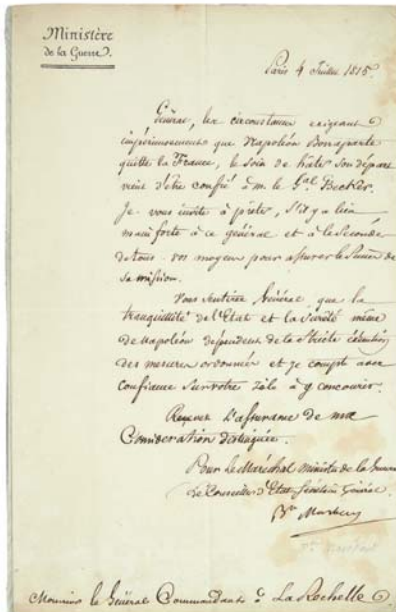 Ministère
de la Guerre.
Paris 4 Juillet 1815.
Général, les circonstances exigeant
impérieusement que Napoléon Bonaparte
quitte la France, le soin de hâter son départ
vient d'être confié à m. le Gal Becker.
Je vous invite à prêter, s'il y a lieu
main forte à ce général et à le seconder
de tous vos moyens pour assurer le succès de
sa mission.
Vous sentirez Général que la
tranquillité de l'Etat et la sûreté même
de Napoléon dépendent de la stricte exécution
des mesures ordonnées et je compte avec
confiance sur votre zèle à y concourir.
Recevez l'assurance de ma
Considération distinguée.
Pour le Maréchal ministre de la Guerre
Le Conseiller d'Etat Secrétaire Général
Bon
Monsieur le Général Commandant à La Rochelle